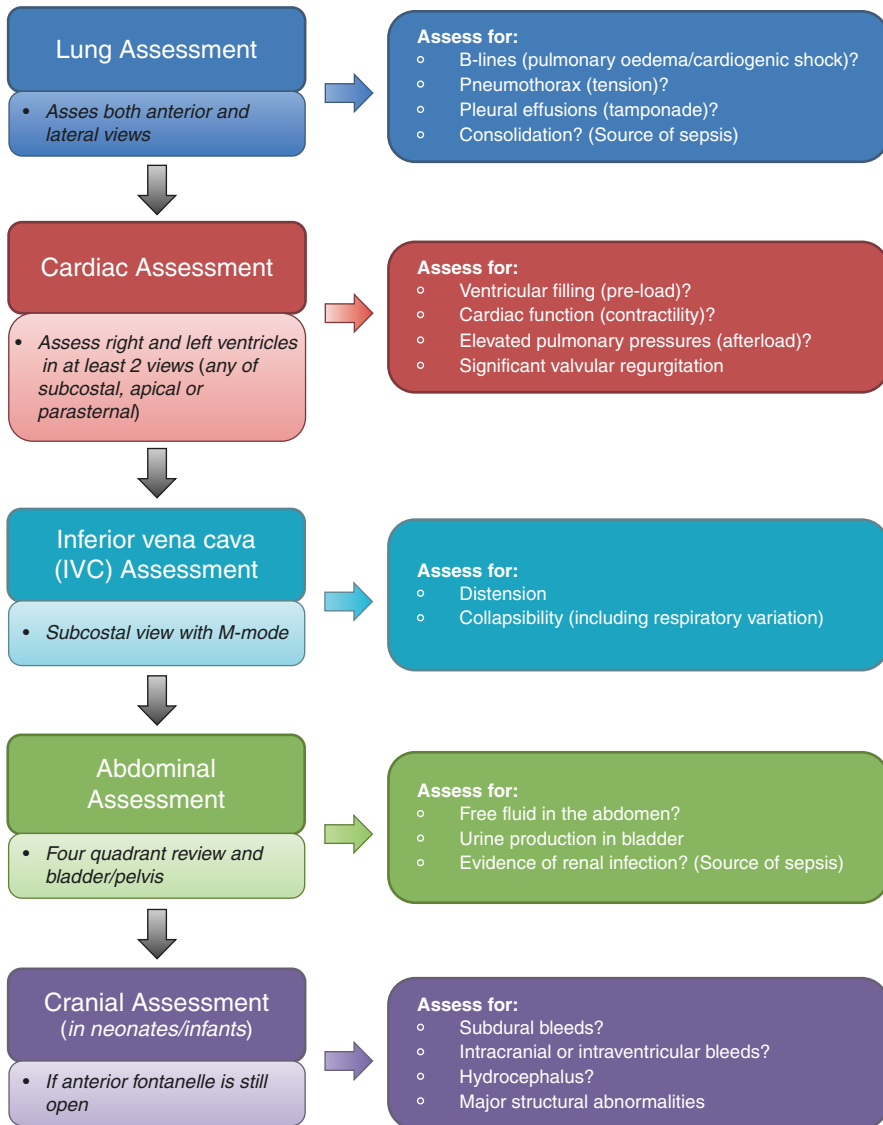 Lung Assessment
• Asses both anterior and
lateral views
Assess for:
○ B-lines (pulmonary oedema/cardiogenic shock)?
○ Pneumothorax (tension)?
○ Pleural effusions (tamponade)?
○ Consolidation? (Source of sepsis)
Cardiac Assessment
• Assess right and left ventricles
in at least 2 views (any of
subcostal, apical or
parasternal)
Assess for:
○ Ventricular filling (pre-load)?
○ Cardiac function (contractility)?
○ Elevated pulmonary pressures (afterload)?
○ Significant valvular regurgitation
Inferior vena cava
(IVC) Assessment
• Subcostal view with M-mode
Assess for:
○ Distension
○ Collapsibility (including respiratory variation)
Abdominal
Assessment
• Four quadrant review and
bladder/pelvis
Assess for:
○ Free fluid in the abdomen?
○ Urine production in bladder
○ Evidence of renal infection? (Source of sepsis)
Cranial Assessment
(in neonates/infants)
• If anterior fontanelle is still
open
Assess for:
○ Subdural bleeds?
○ Intracranial or intraventricular bleeds?
○ Hydrocephalus?
○ Major structural abnormalities